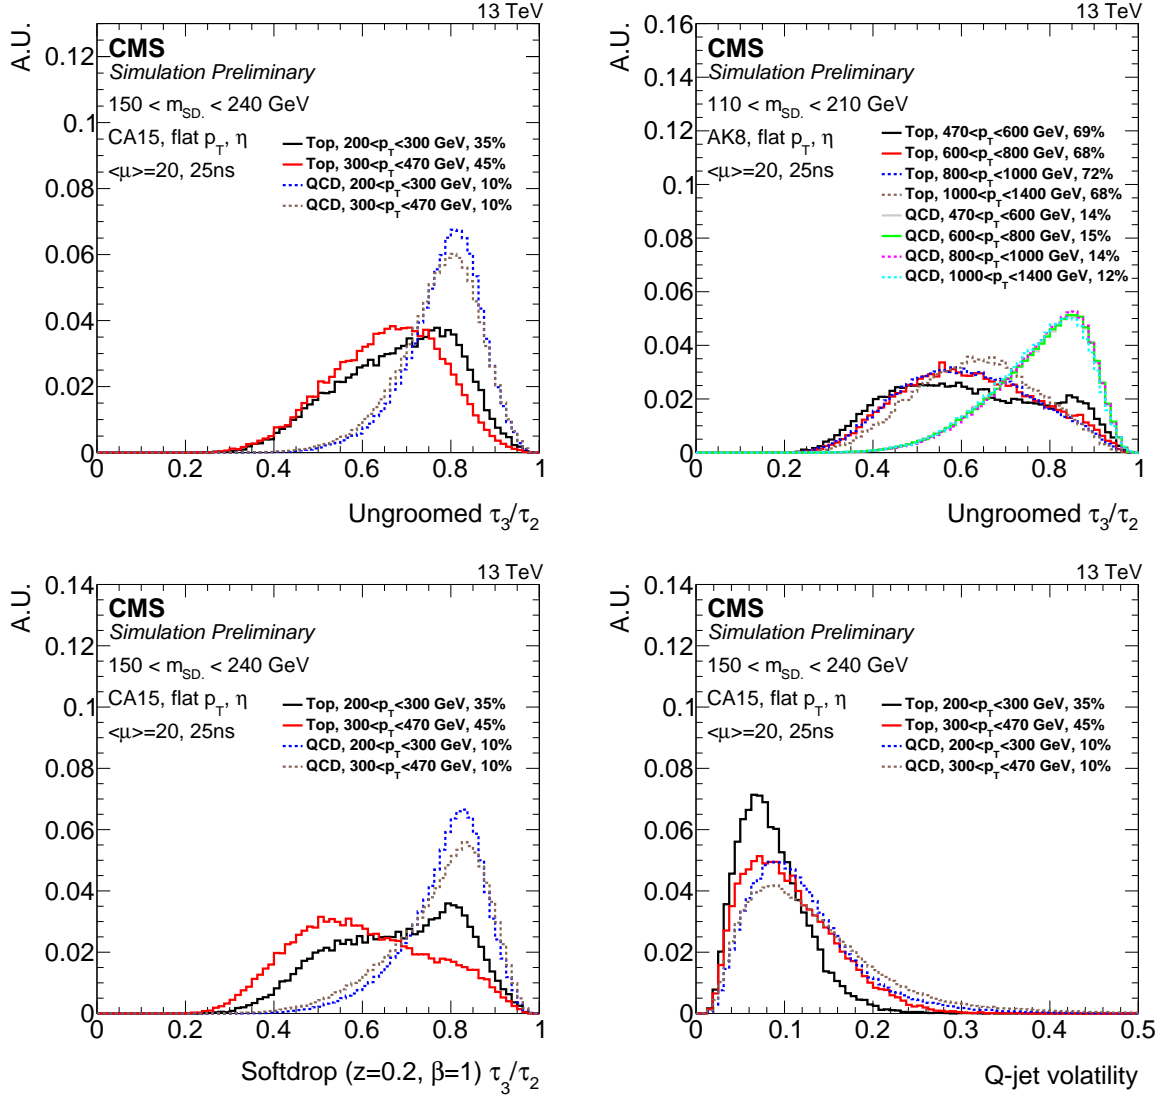 13 TeV
A.U.
0.12
0.1
0.08
0.06
0.04
0.02
0
CMS
Simulation Preliminary
150 < m_SD. < 240 GeV
CA15, flat p_T, η
<μ>=20, 25ns
Top, 200<p_T<300 GeV, 35%
Top, 300<p_T<470 GeV, 45%
QCD, 200<p_T<300 GeV, 10%
QCD, 300<p_T<470 GeV, 10%
0 0.2 0.4 0.6 0.8 1
Ungroomed τ_3/τ_2
13 TeV
A.U.
0.16
0.14
0.12
0.1
0.08
0.06
0.04
0.02
0
CMS
Simulation Preliminary
110 < m_SD. < 210 GeV
AK8, flat p_T, η
<μ>=20, 25ns
Top, 470<p_T<600 GeV, 69%
Top, 600<p_T<800 GeV, 68%
Top, 800<p_T<1000 GeV, 72%
Top, 1000<p_T<1400 GeV, 68%
QCD, 470<p_T<600 GeV, 14%
QCD, 600<p_T<800 GeV, 15%
QCD, 800<p_T<1000 GeV, 14%
QCD, 1000<p_T<1400 GeV, 12%
0 0.2 0.4 0.6 0.8 1
Ungroomed τ_3/τ_2
13 TeV
A.U.
0.14
0.12
0.1
0.08
0.06
0.04
0.02
0
CMS
Simulation Preliminary
150 < m_SD. < 240 GeV
CA15, flat p_T, η
<μ>=20, 25ns
Top, 200<p_T<300 GeV, 35%
Top, 300<p_T<470 GeV, 45%
QCD, 200<p_T<300 GeV, 10%
QCD, 300<p_T<470 GeV, 10%
0 0.2 0.4 0.6 0.8 1
Softdrop (z=0.2, β=1) τ_3/τ_2
13 TeV
A.U.
0.14
0.12
0.1
0.08
0.06
0.04
0.02
0
CMS
Simulation Preliminary
150 < m_SD. < 240 GeV
CA15, flat p_T, η
<μ>=20, 25ns
Top, 200<p_T<300 GeV, 35%
Top, 300<p_T<470 GeV, 45%
QCD, 200<p_T<300 GeV, 10%
QCD, 300<p_T<470 GeV, 10%
0 0.1 0.2 0.3 0.4 0.5
Q-jet volatility